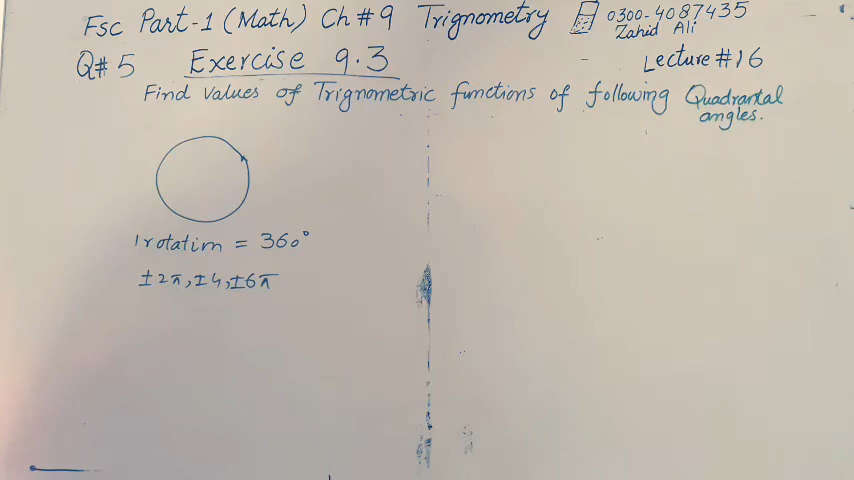 Fsc Part-1 (Math) Ch # 9 Trignometry 0300-4087435
Zahid Ali
Q# 5 Exercise 9.3 Lecture # 16
Find values of Trignometric functions of following Quadrantal
angles.
1 rotation = 360°
±2π, ±4, ±6π